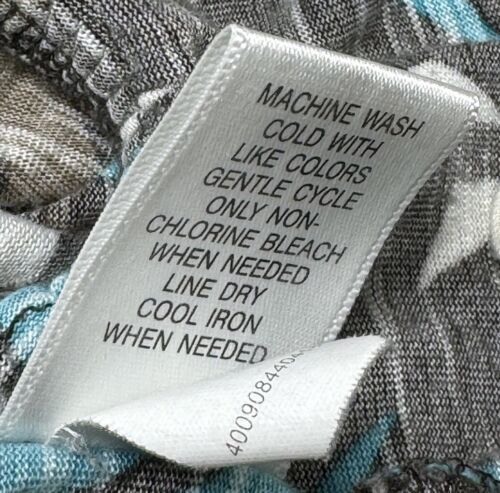 MACHINE WASH
COLD WITH
LIKE COLORS
GENTLE CYCLE
ONLY NON-
CHLORINE BLEACH
WHEN NEEDED
LINE DRY
COOL IRON
WHEN NEEDED